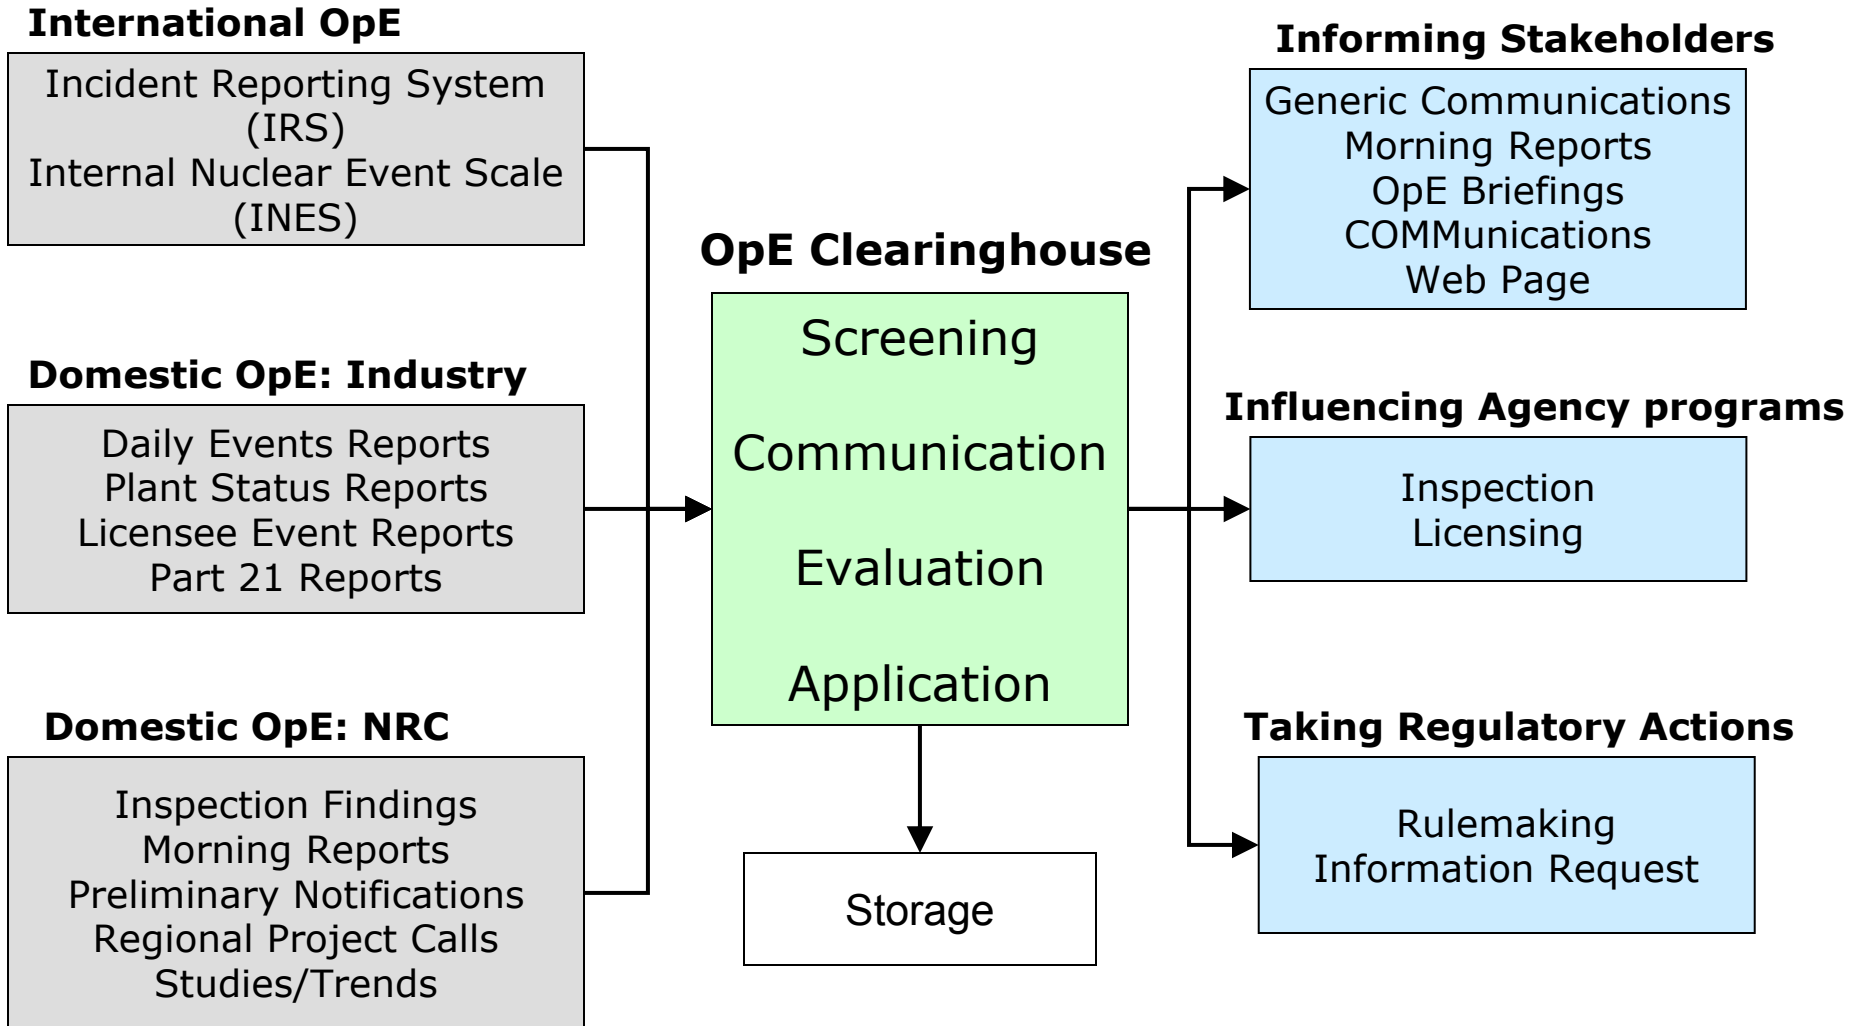 International OpE
Incident Reporting System
(IRS)
Internal Nuclear Event Scale
(INES)
Domestic OpE: Industry
Daily Events Reports
Plant Status Reports
Licensee Event Reports
Part 21 Reports
Domestic OpE: NRC
Inspection Findings
Morning Reports
Preliminary Notifications
Regional Project Calls
Studies/Trends
OpE Clearinghouse
Screening
Communication
Evaluation
Application
Storage
Informing Stakeholders
Generic Communications
Morning Reports
OpE Briefings
COMMunications
Web Page
Influencing Agency programs
Inspection
Licensing
Taking Regulatory Actions
Rulemaking
Information Request